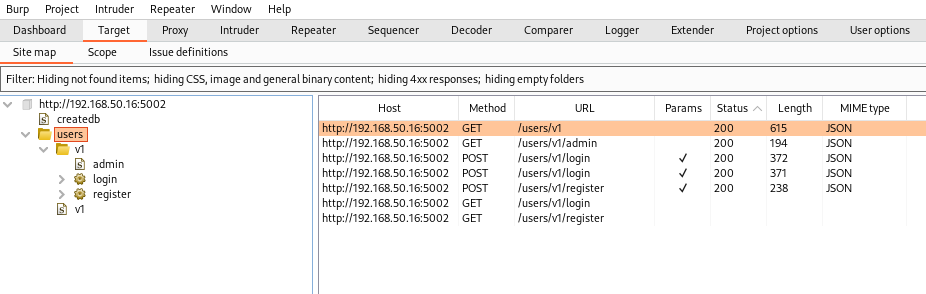 Burp Project Intruder Repeater Window Help
Dashboard Target Proxy Intruder Repeater Sequencer Decoder Comparer Logger Extender Project options User options
Site map Scope Issue definitions
Filter: Hiding not found items; hiding CSS, image and general binary content; hiding 4xx responses; hiding empty folders
http://192.168.50.16:5002
createdb
users
v1
admin
login
register
v1
Host Method URL Params Status Length MIME type
http://192.168.50.16:5002 GET /users/v1 200 615 JSON
http://192.168.50.16:5002 GET /users/v1/admin 200 194 JSON
http://192.168.50.16:5002 POST /users/v1/login ✓ 200 372 JSON
http://192.168.50.16:5002 POST /users/v1/login ✓ 200 371 JSON
http://192.168.50.16:5002 POST /users/v1/register ✓ 200 238 JSON
http://192.168.50.16:5002 GET /users/v1/login
http://192.168.50.16:5002 GET /users/v1/register